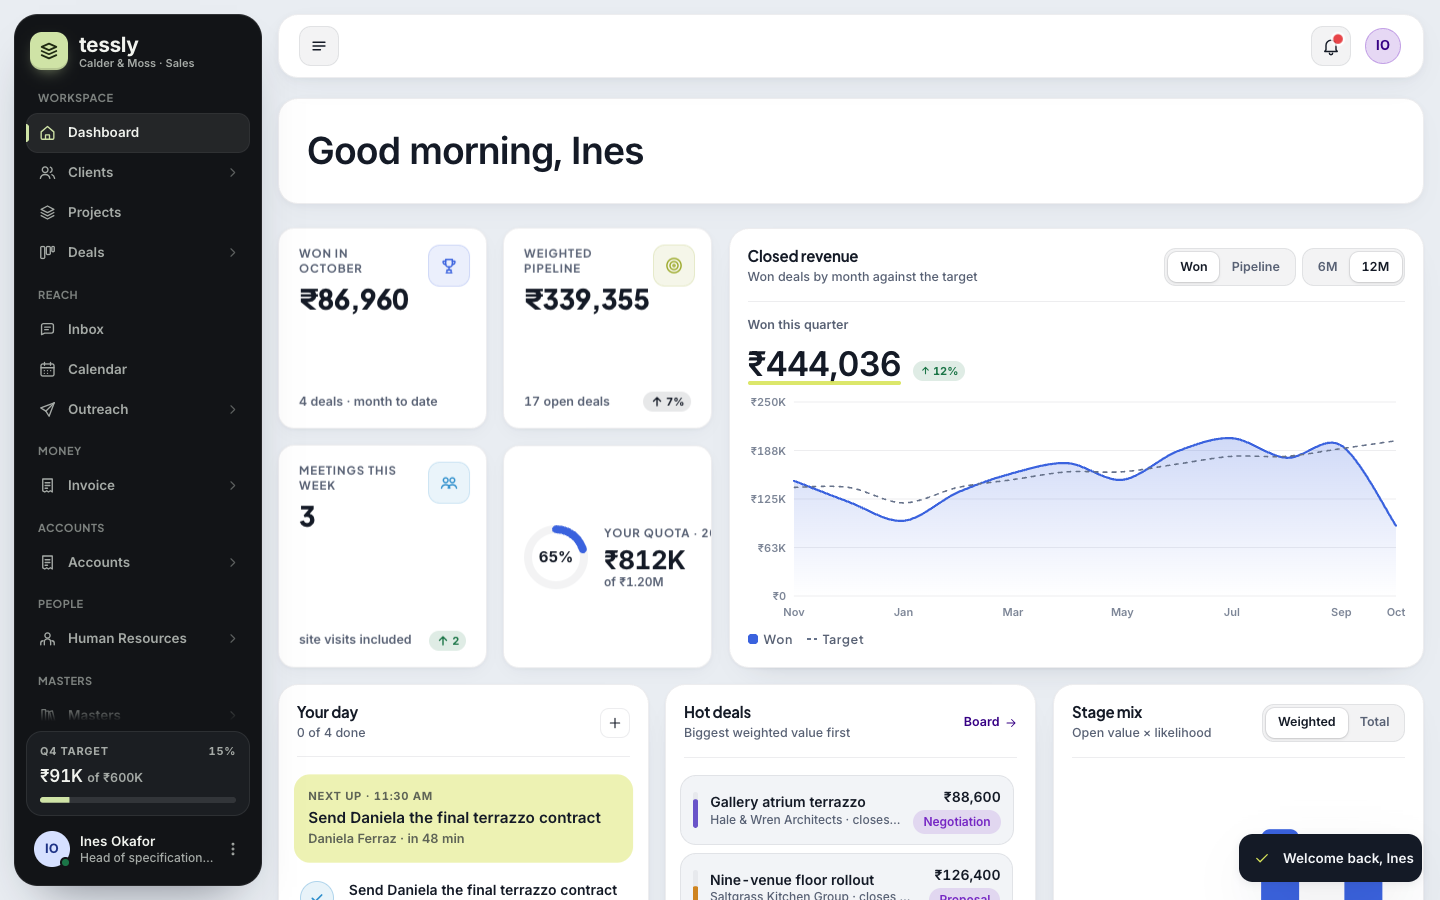 tessly
Calder & Moss · Sales
WORKSPACE
Dashboard
Clients
Projects
Deals
REACH
Inbox
Calendar
Outreach
MONEY
Invoice
ACCOUNTS
Accounts
PEOPLE
Human Resources
MASTERS
Masters
Q4 TARGET 15%
₹91K of ₹600K
IO
Ines Okafor
Head of specification...
IO
Good morning, Ines
WON IN
OCTOBER
₹86,960
4 deals · month to date
WEIGHTED
PIPELINE
₹339,355
17 open deals
↑ 7%
MEETINGS THIS
WEEK
3
site visits included
↑ 2
65%
YOUR QUOTA ·
₹812K
of ₹1.20M
Closed revenue
Won deals by month against the target
Won Pipeline
6M 12M
Won this quarter
₹444,036
↑ 12%
₹250K
₹188K
₹125K
₹63K
₹0
Nov Jan Mar May Jul Sep Oct
Won Target
Your day
0 of 4 done
NEXT UP · 11:30 AM
Send Daniela the final terrazzo contract
Daniela Ferraz · in 48 min
Send Daniela the final terrazzo contract
Hot deals
Biggest weighted value first
Board →
Gallery atrium terrazzo
₹88,600
Hale & Wren Architects · closes...
Negotiation
Nine-venue floor rollout
₹126,400
Saltgrass Kitchen Group · closes ...
Proposal
Stage mix
Open value × likelihood
Weighted Total
Welcome back, Ines